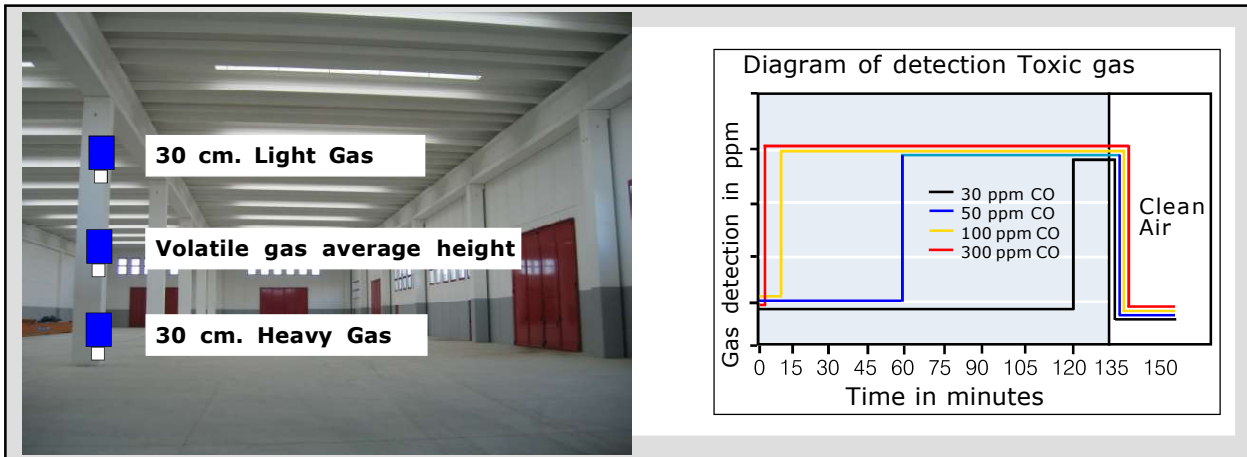 30 cm. Light Gas
Volatile gas average height
30 cm. Heavy Gas
Diagram of detection Toxic gas
Gas detection in ppm
30 ppm CO
50 ppm CO
100 ppm CO
300 ppm CO
Clean
Air
0 15 30 45 60 75 90 105 120 135 150
Time in minutes